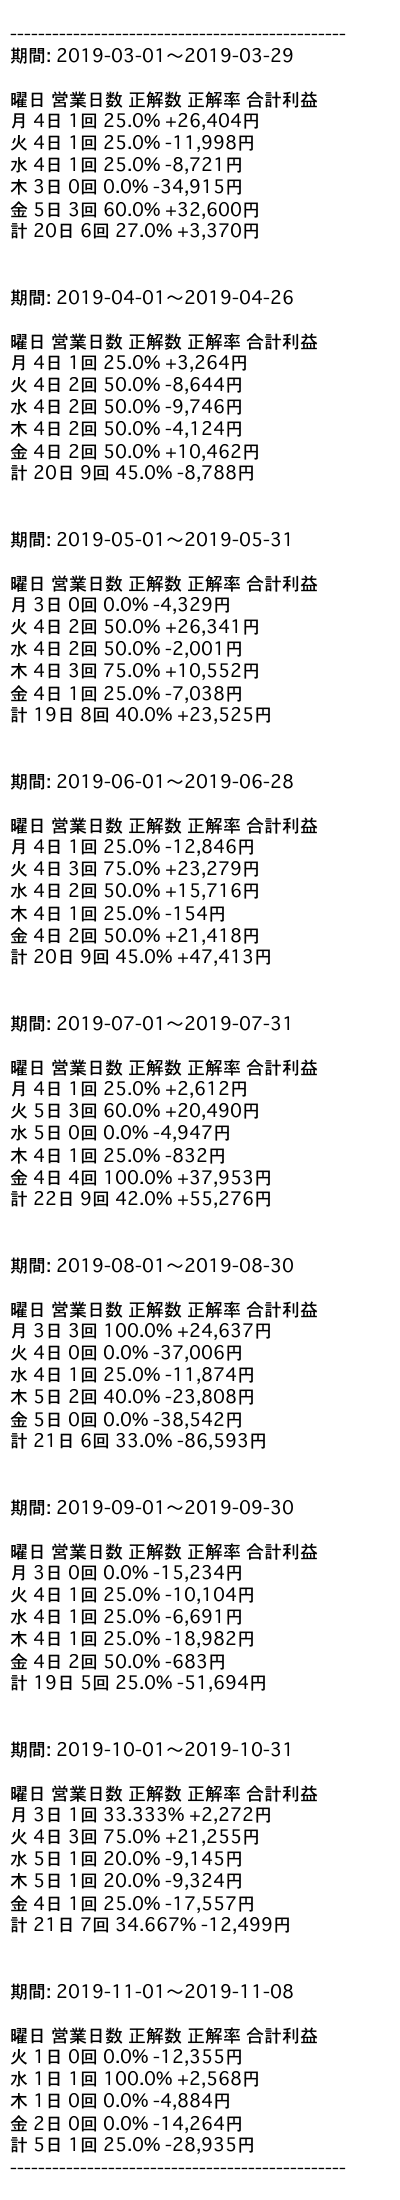 ------------------------------------------------
期間: 2019-03-01～2019-03-29
曜日 営業日数 正解数 正解率 合計利益
月 4日 1回 25.0% +26,404円
火 4日 1回 25.0% -11,998円
水 4日 1回 25.0% -8,721円
木 3日 0回 0.0% -34,915円
金 5日 3回 60.0% +32,600円
計 20日 6回 27.0% +3,370円
期間: 2019-04-01～2019-04-26
曜日 営業日数 正解数 正解率 合計利益
月 4日 1回 25.0% +3,264円
火 4日 2回 50.0% -8,644円
水 4日 2回 50.0% -9,746円
木 4日 2回 50.0% -4,124円
金 4日 2回 50.0% +10,462円
計 20日 9回 45.0% -8,788円
期間: 2019-05-01～2019-05-31
曜日 営業日数 正解数 正解率 合計利益
月 3日 0回 0.0% -4,329円
火 4日 2回 50.0% +26,341円
水 4日 2回 50.0% -2,001円
木 4日 3回 75.0% +10,552円
金 4日 1回 25.0% -7,038円
計 19日 8回 40.0% +23,525円
期間: 2019-06-01～2019-06-28
曜日 営業日数 正解数 正解率 合計利益
月 4日 1回 25.0% -12,846円
火 4日 3回 75.0% +23,279円
水 4日 2回 50.0% +15,716円
木 4日 1回 25.0% -154円
金 4日 2回 50.0% +21,418円
計 20日 9回 45.0% +47,413円
期間: 2019-07-01～2019-07-31
曜日 営業日数 正解数 正解率 合計利益
月 4日 1回 25.0% +2,612円
火 5日 3回 60.0% +20,490円
水 5日 0回 0.0% -4,947円
木 4日 1回 25.0% -832円
金 4日 4回 100.0% +37,953円
計 22日 9回 42.0% +55,276円
期間: 2019-08-01～2019-08-30
曜日 営業日数 正解数 正解率 合計利益
月 3日 3回 100.0% +24,637円
火 4日 0回 0.0% -37,006円
水 4日 1回 25.0% -11,874円
木 5日 2回 40.0% -23,808円
金 5日 0回 0.0% -38,542円
計 21日 6回 33.0% -86,593円
期間: 2019-09-01～2019-09-30
曜日 営業日数 正解数 正解率 合計利益
月 3日 0回 0.0% -15,234円
火 4日 1回 25.0% -10,104円
水 4日 1回 25.0% -6,691円
木 4日 1回 25.0% -18,982円
金 4日 2回 50.0% -683円
計 19日 5回 25.0% -51,694円
期間: 2019-10-01～2019-10-31
曜日 営業日数 正解数 正解率 合計利益
月 3日 1回 33.333% +2,272円
火 4日 3回 75.0% +21,255円
水 5日 1回 20.0% -9,145円
木 5日 1回 20.0% -9,324円
金 4日 1回 25.0% -17,557円
計 21日 7回 34.667% -12,499円
期間: 2019-11-01～2019-11-08
曜日 営業日数 正解数 正解率 合計利益
火 1日 0回 0.0% -12,355円
水 1日 1回 100.0% +2,568円
木 1日 0回 0.0% -4,884円
金 2日 0回 0.0% -14,264円
計 5日 1回 25.0% -28,935円
------------------------------------------------